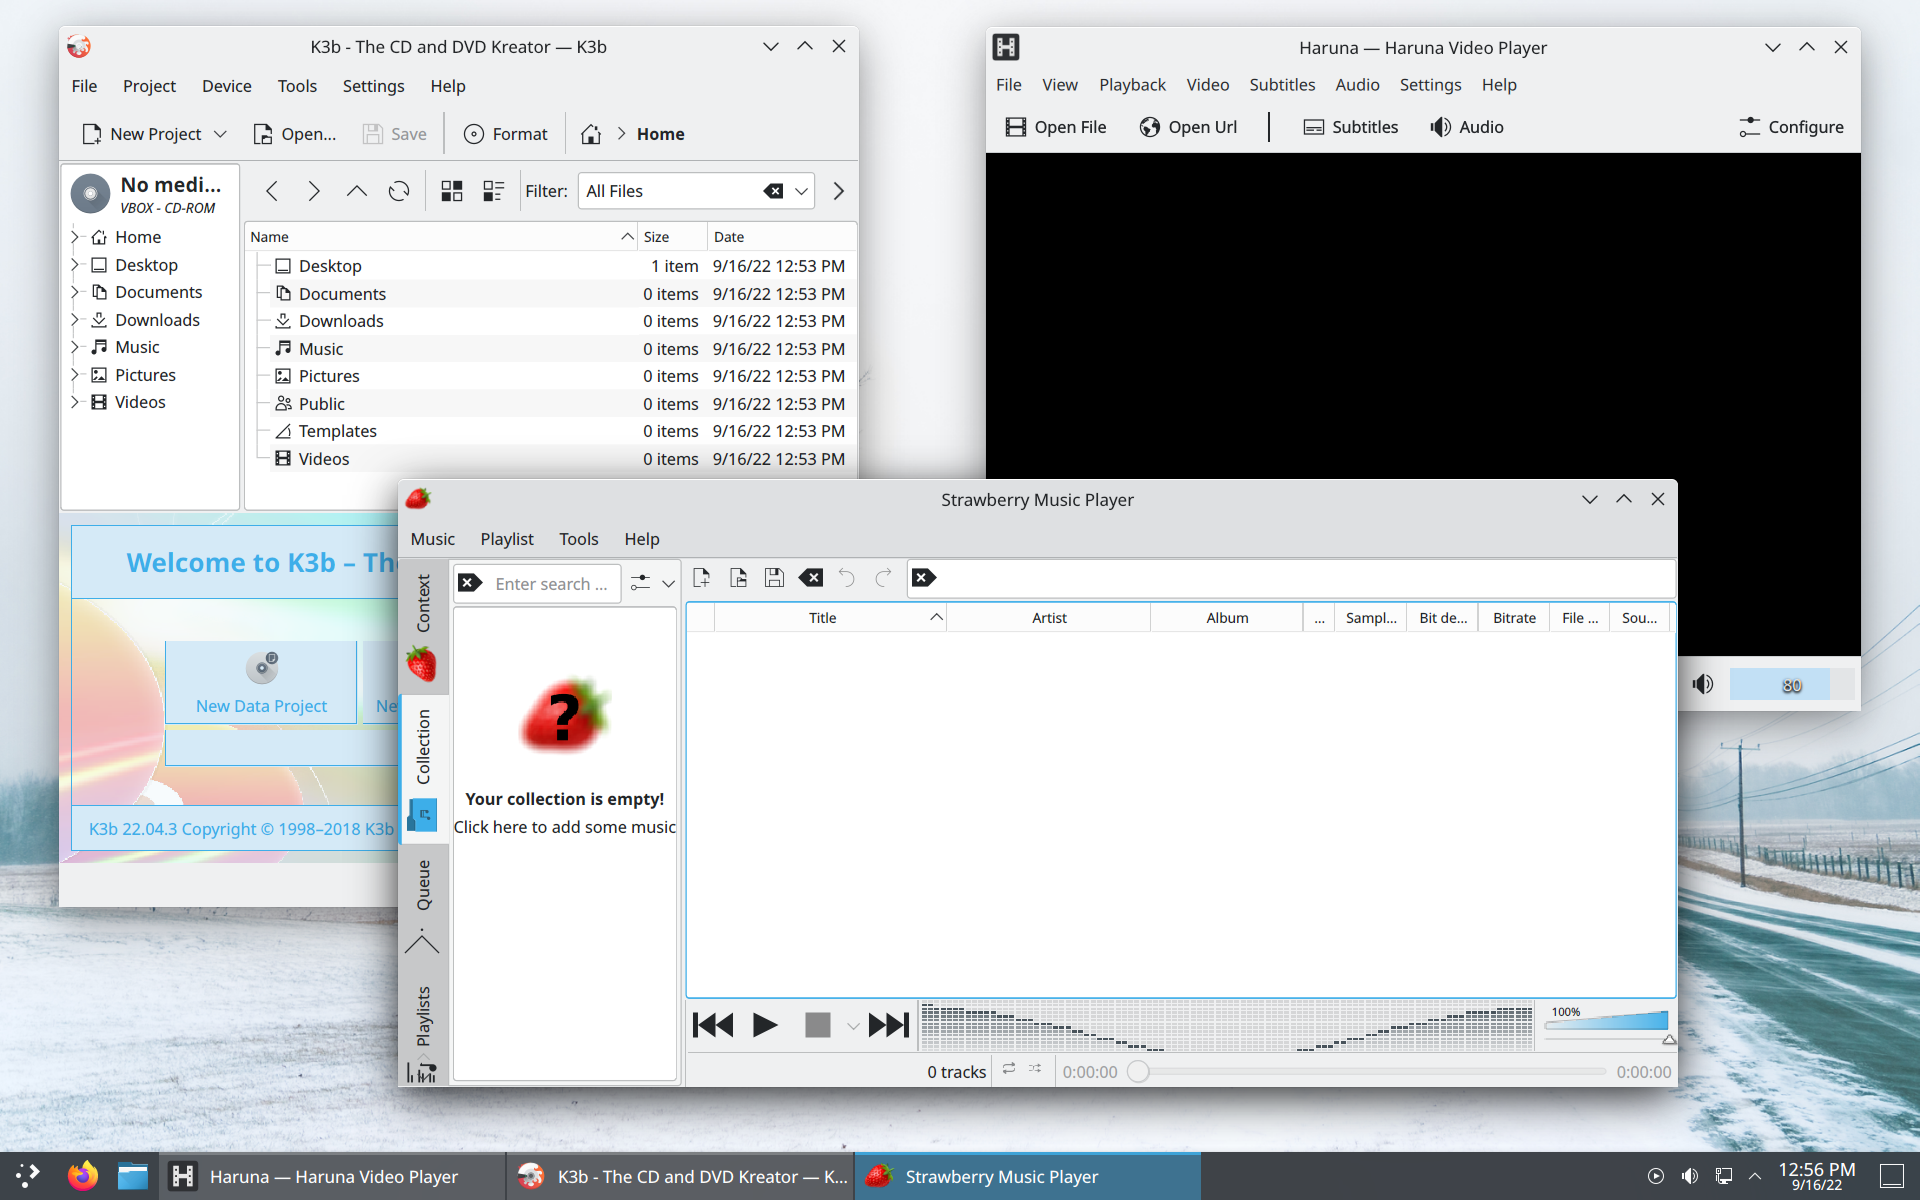 K3b - The CD and DVD Kreator — K3b
File Project Device Tools Settings Help
New Project Open... Save Format Home
No medi...
VBOX - CD-ROM
Home
Desktop
Documents
Downloads
Music
Pictures
Videos
Filter: All Files
Name Size Date
Desktop 1 item 9/16/22 12:53 PM
Documents 0 items 9/16/22 12:53 PM
Downloads 0 items 9/16/22 12:53 PM
Music 0 items 9/16/22 12:53 PM
Pictures 0 items 9/16/22 12:53 PM
Public 0 items 9/16/22 12:53 PM
Templates 0 items 9/16/22 12:53 PM
Videos 0 items 9/16/22 12:53 PM
Welcome to K3b – Th
New Data Project Ne
K3b 22.04.3 Copyright © 1998–2018 K3b
Haruna — Haruna Video Player
File View Playback Video Subtitles Audio Settings Help
Open File Open Url Subtitles Audio Configure
80
Strawberry Music Player
Music Playlist Tools Help
Context
Collection
Queue
Playlists
Enter search ...
?
Your collection is empty!
Click here to add some music
Title Artist Album ... Sampl... Bit de... Bitrate File ... Sou...
100%
0 tracks 0:00:00 0:00:00
Haruna — Haruna Video Player K3b - The CD and DVD Kreator — K... Strawberry Music Player
12:56 PM
9/16/22